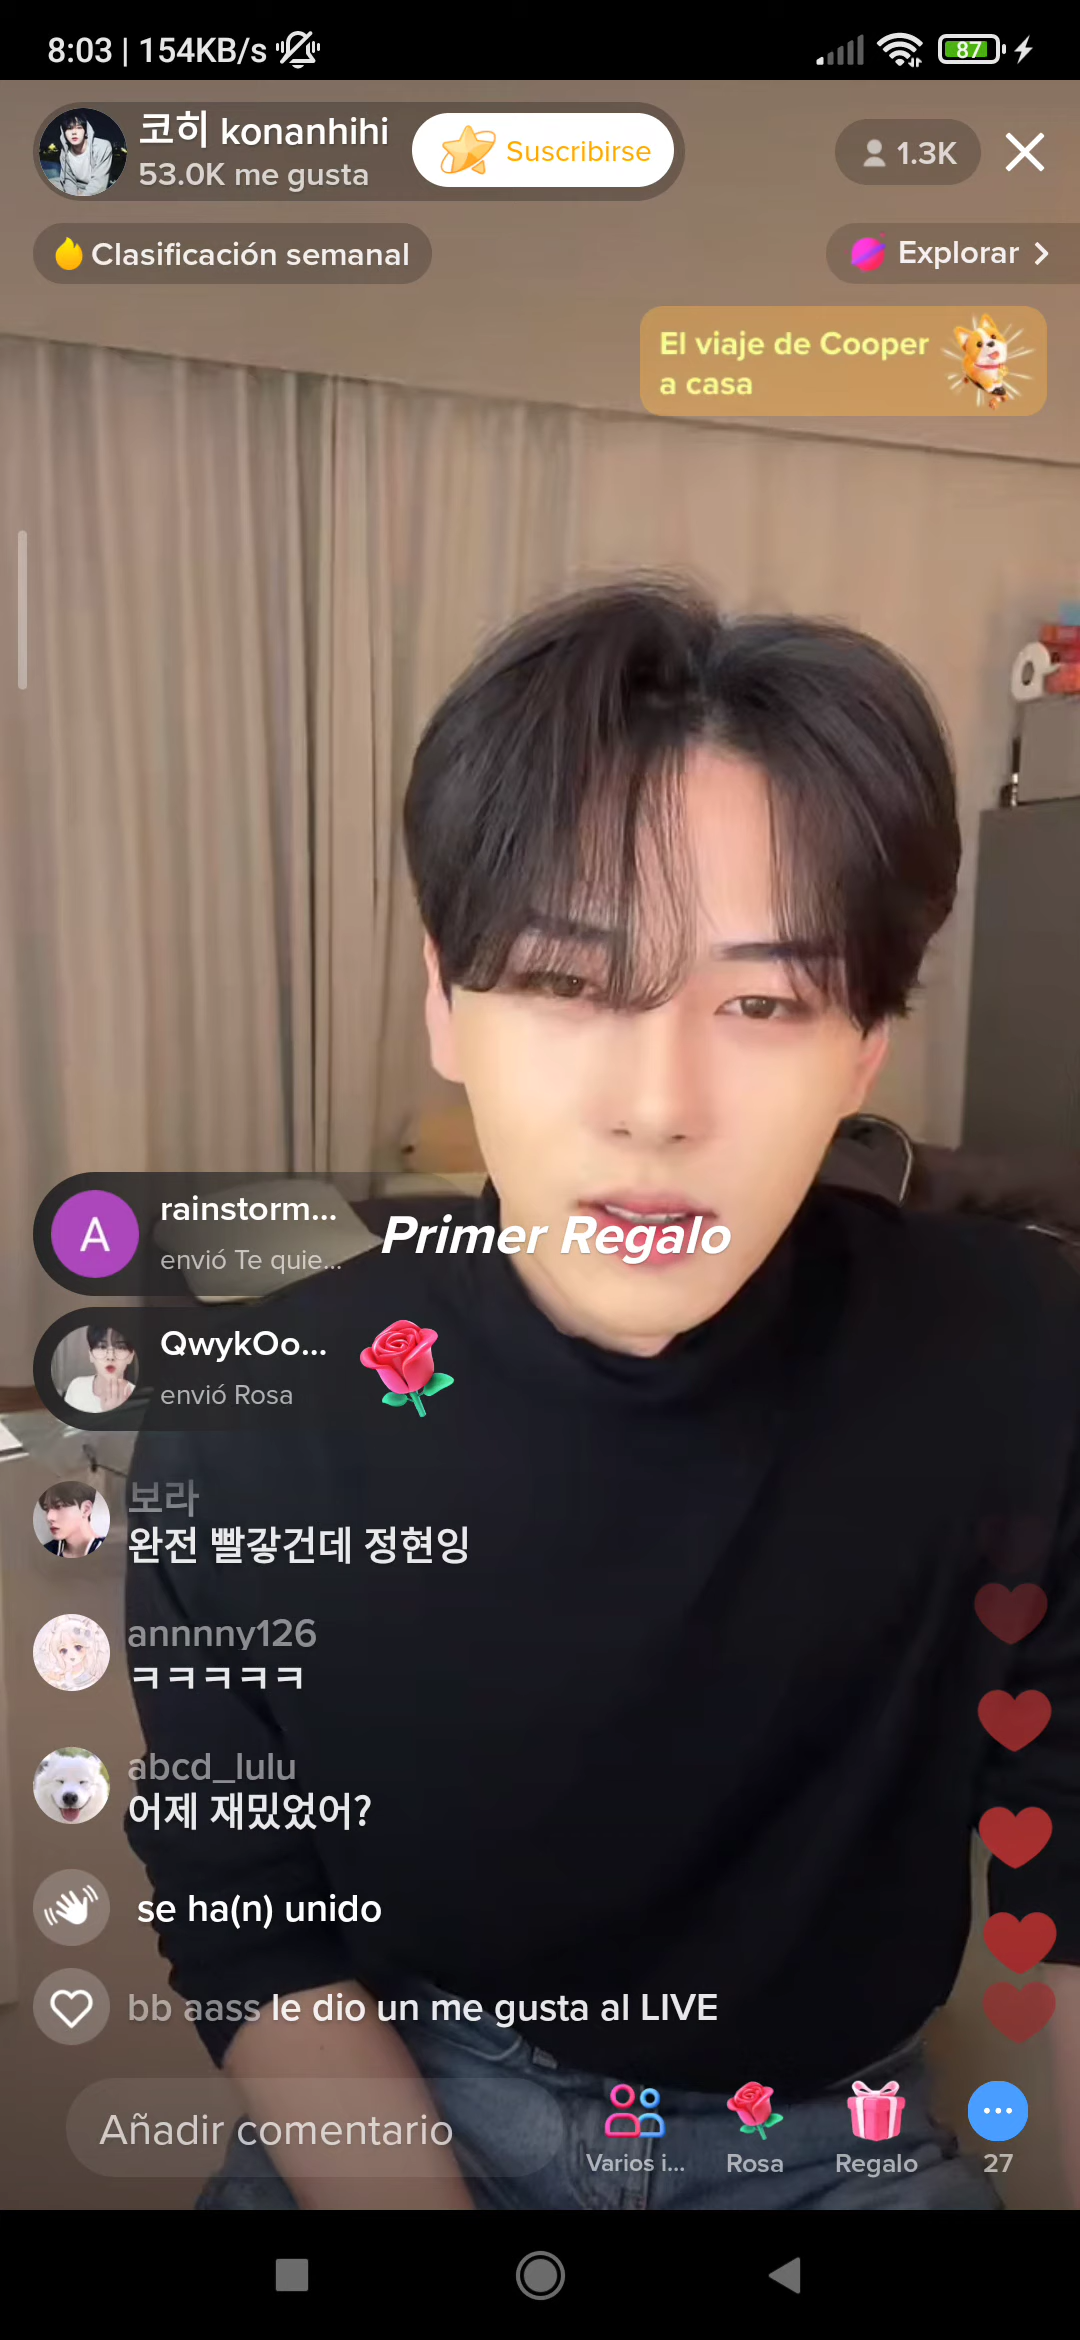 8:03 | 154KB/s
87
코히 konanhihi
53.0K me gusta
Suscribirse
1.3K
Clasificación semanal
Explorar
El viaje de Cooper
a casa
A
rainstorm...
envió Te quie...
Primer Regalo
QwykOo...
envió Rosa
보라
완전 빨갛건데 정현잉
annnny126
ㅋㅋㅋㅋㅋ
abcd_lulu
어제 재밌었어?
se ha(n) unido
bb aass le dio un me gusta al LIVE
Añadir comentario
Varios i...
Rosa
Regalo
27